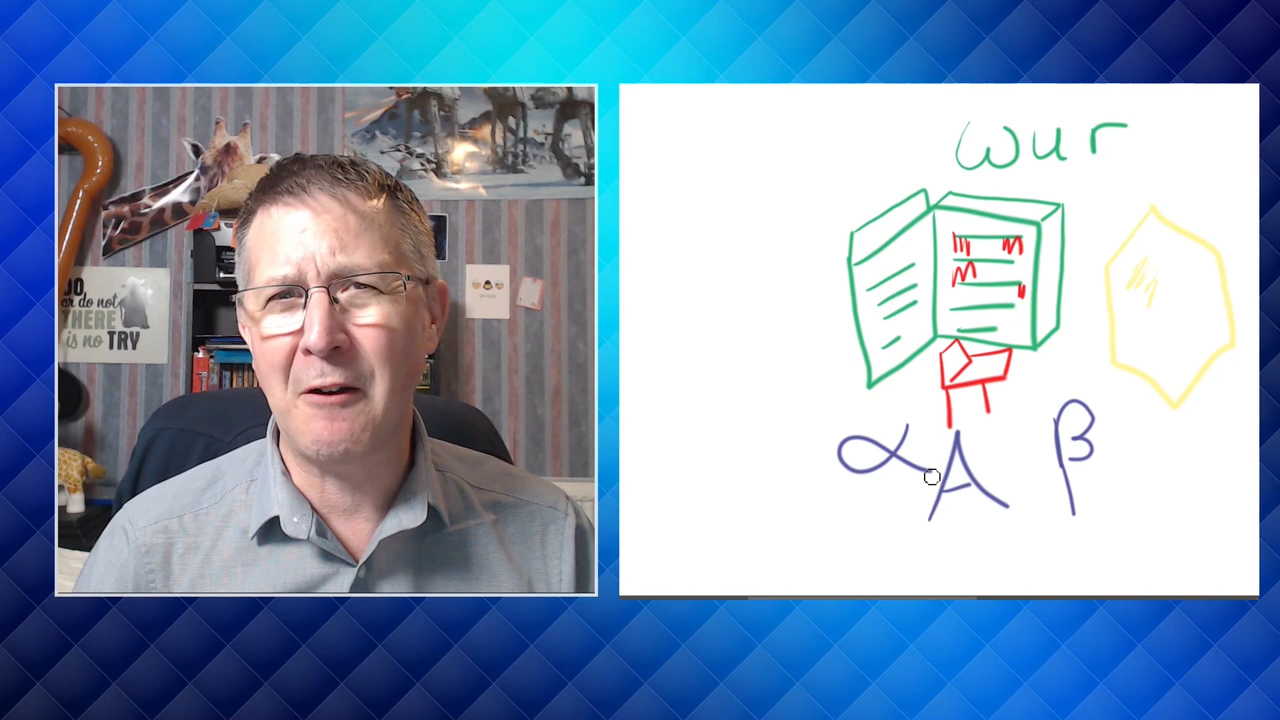 DO
or do not
THERE
is no TRY
wur
α A β